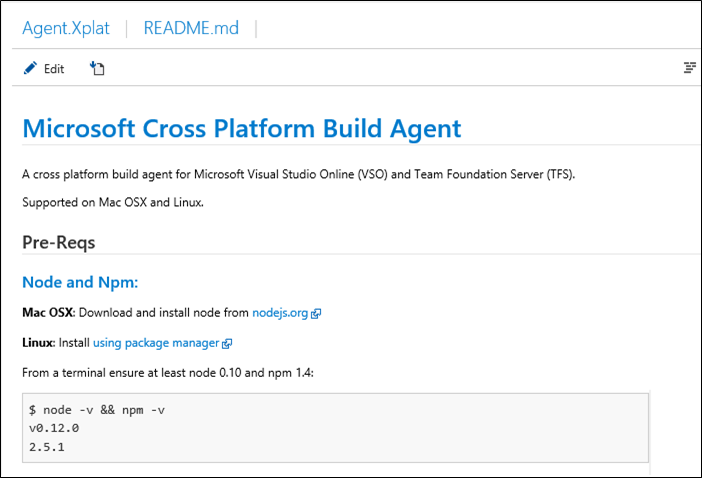 Agent.Xplat | README.md |
Edit
Microsoft Cross Platform Build Agent
A cross platform build agent for Microsoft Visual Studio Online (VSO) and Team Foundation Server (TFS).
Supported on Mac OSX and Linux.
Pre-Reqs
Node and Npm:
Mac OSX: Download and install node from nodejs.org
Linux: Install using package manager
From a terminal ensure at least node 0.10 and npm 1.4:
$ node -v && npm -v
v0.12.0
2.5.1